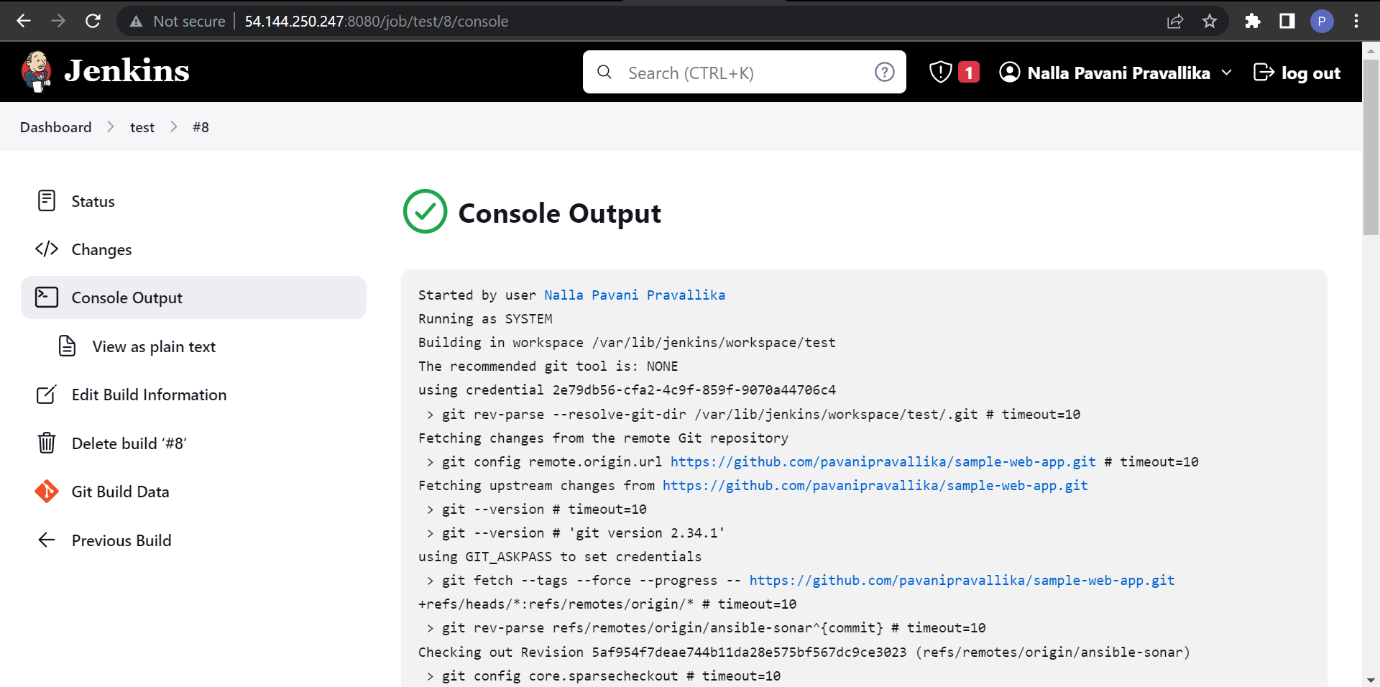 Not secure 54.144.250.247:8080/job/test/8/console P
Jenkins Search (CTRL+K) ? 1 Nalla Pavani Pravallika log out
Dashboard test #8
Status
Changes
Console Output
View as plain text
Edit Build Information
Delete build ‘#8’
Git Build Data
Previous Build
Console Output
Started by user Nalla Pavani Pravallika
Running as SYSTEM
Building in workspace /var/lib/jenkins/workspace/test
The recommended git tool is: NONE
using credential 2e79db56-cfa2-4c9f-859f-9070a44706c4
> git rev-parse --resolve-git-dir /var/lib/jenkins/workspace/test/.git # timeout=10
Fetching changes from the remote Git repository
> git config remote.origin.url https://github.com/pavanipravallika/sample-web-app.git # timeout=10
Fetching upstream changes from https://github.com/pavanipravallika/sample-web-app.git
> git --version # timeout=10
> git --version # 'git version 2.34.1'
using GIT_ASKPASS to set credentials
> git fetch --tags --force --progress -- https://github.com/pavanipravallika/sample-web-app.git
+refs/heads/*:refs/remotes/origin/* # timeout=10
> git rev-parse refs/remotes/origin/ansible-sonar^{commit} # timeout=10
Checking out Revision 5af954f7deae744b11da28e575bf567dc9ce3023 (refs/remotes/origin/ansible-sonar)
> git config core.sparsecheckout # timeout=10